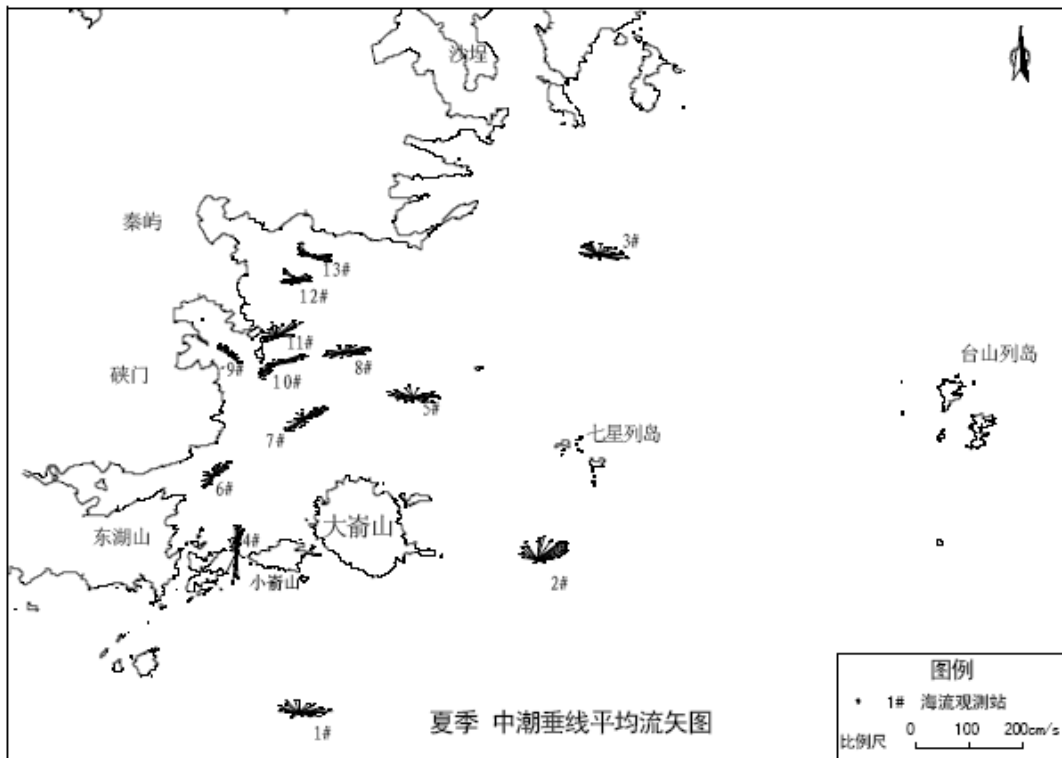 沙埕
秦屿
3#
13#
12#
11#
硖门
9#
10#
8#
台山列岛
5#
7#
七星列岛
6#
东湖山
4#
大嵛山
小嵛山
2#
1#
夏季 中潮垂线平均流矢图
图例
1# 海流观测站
比例尺 0 100 200cm/s